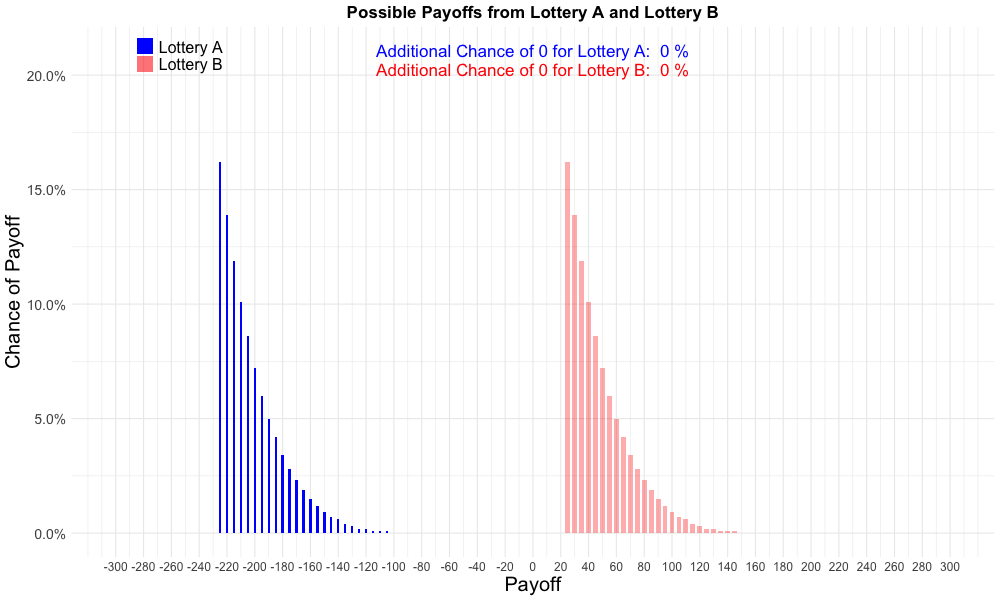 Possible Payoffs from Lottery A and Lottery B
Lottery A
Lottery B
Additional Chance of 0 for Lottery A:  0 %
Additional Chance of 0 for Lottery B:  0 %
Chance of Payoff
20.0%
15.0%
10.0%
5.0%
0.0%
-300 -280 -260 -240 -220 -200 -180 -160 -140 -120 -100 -80 -60 -40 -20 0 20 40 60 80 100 120 140 160 180 200 220 240 260 280 300
Payoff